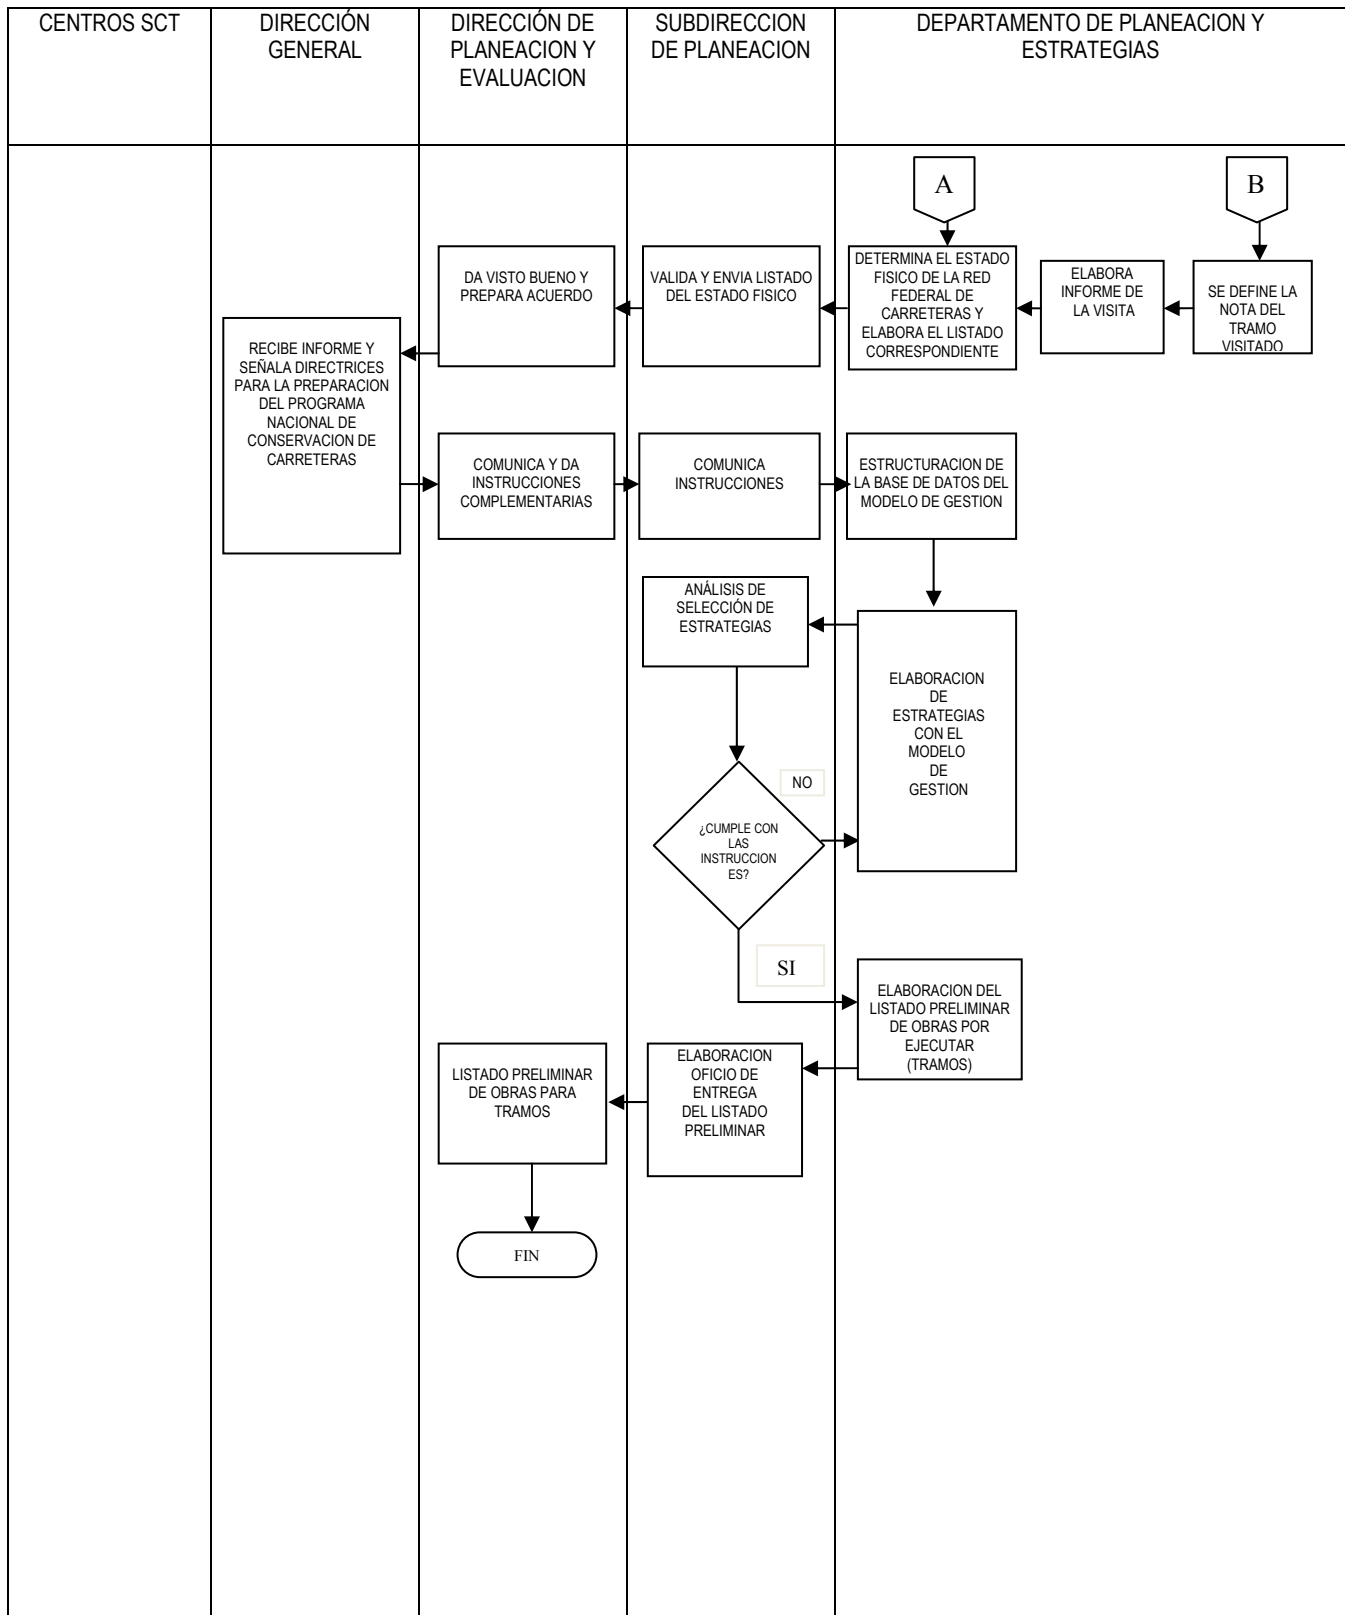 CENTROS SCT
DIRECCIÓN
GENERAL
DIRECCIÓN DE
PLANEACION Y
EVALUACION
SUBDIRECCION
DE PLANEACION
DEPARTAMENTO DE PLANEACION Y
ESTRATEGIAS
A
B
DA VISTO BUENO Y
PREPARA ACUERDO
VALIDA Y ENVIA LISTADO
DEL ESTADO FISICO
DETERMINA EL ESTADO
FISICO DE LA RED
FEDERAL DE
CARRETERAS Y
ELABORA EL LISTADO
CORRESPONDIENTE
ELABORA
INFORME DE
LA VISITA
SE DEFINE LA
NOTA DEL
TRAMO
VISITADO
RECIBE INFORME Y
SEÑALA DIRECTRICES
PARA LA PREPARACION
DEL PROGRAMA
NACIONAL DE
CONSERVACION DE
CARRETERAS
COMUNICA Y DA
INSTRUCCIONES
COMPLEMENTARIAS
COMUNICA
INSTRUCCIONES
ESTRUCTURACION DE
LA BASE DE DATOS DEL
MODELO DE GESTION
ANÁLISIS DE
SELECCIÓN DE
ESTRATEGIAS
ELABORACION
DE
ESTRATEGIAS
CON EL
MODELO
DE
GESTION
NO
¿CUMPLE CON
LAS
INSTRUCCION
ES?
SI
ELABORACION DEL
LISTADO PRELIMINAR
DE OBRAS POR
EJECUTAR
(TRAMOS)
ELABORACION
OFICIO DE
ENTREGA
DEL LISTADO
PRELIMINAR
LISTADO PRELIMINAR
DE OBRAS PARA
TRAMOS
FIN